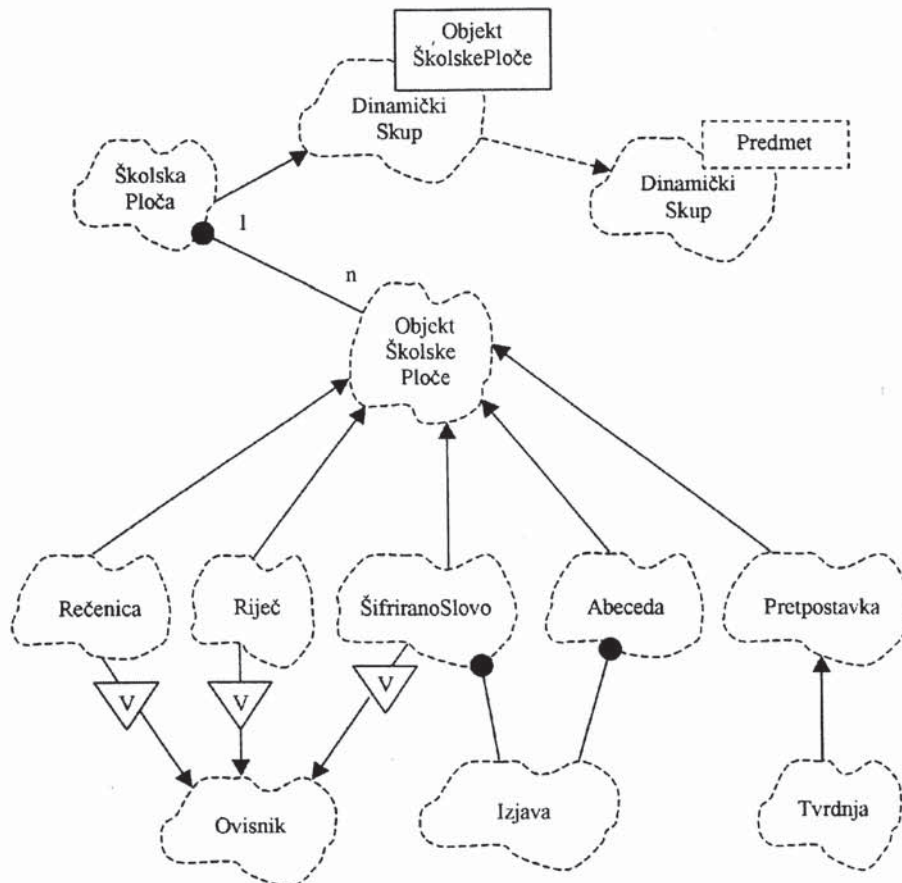 Objekt
ŠkolskePloče
Dinamički
Skup
Predmet
Školska
Ploča
Dinamički
Skup
1
n
Objekt
Školske
Ploče
Rečenica
Riječ
ŠifriranoSlovo
Abeceda
Pretpostavka
V
V
V
Ovisnik
Izjava
Tvrdnja